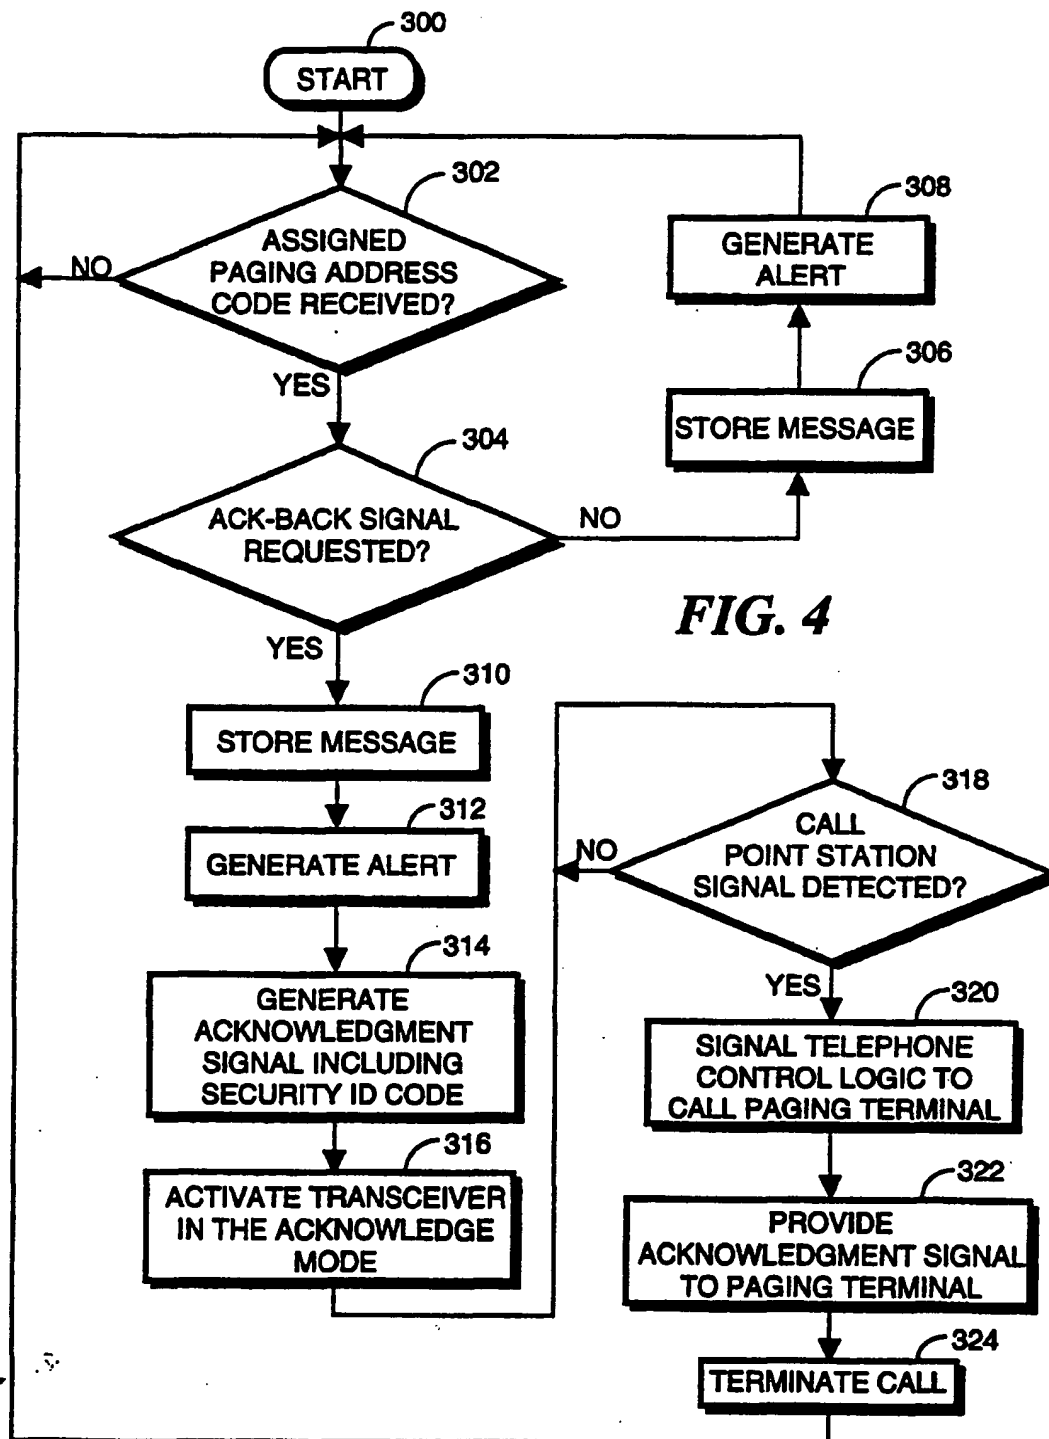 300
START
302
ASSIGNED
PAGING ADDRESS
CODE RECEIVED?
NO
YES
308
GENERATE
ALERT
306
STORE MESSAGE
304
ACK-BACK SIGNAL
REQUESTED?
NO
YES
FIG. 4
310
STORE MESSAGE
312
GENERATE ALERT
314
GENERATE
ACKNOWLEDGMENT
SIGNAL INCLUDING
SECURITY ID CODE
316
ACTIVATE TRANSCEIVER
IN THE ACKNOWLEDGE
MODE
318
CALL
POINT STATION
SIGNAL DETECTED?
NO
YES
320
SIGNAL TELEPHONE
CONTROL LOGIC TO
CALL PAGING TERMINAL
322
PROVIDE
ACKNOWLEDGMENT SIGNAL
TO PAGING TERMINAL
324
TERMINATE CALL